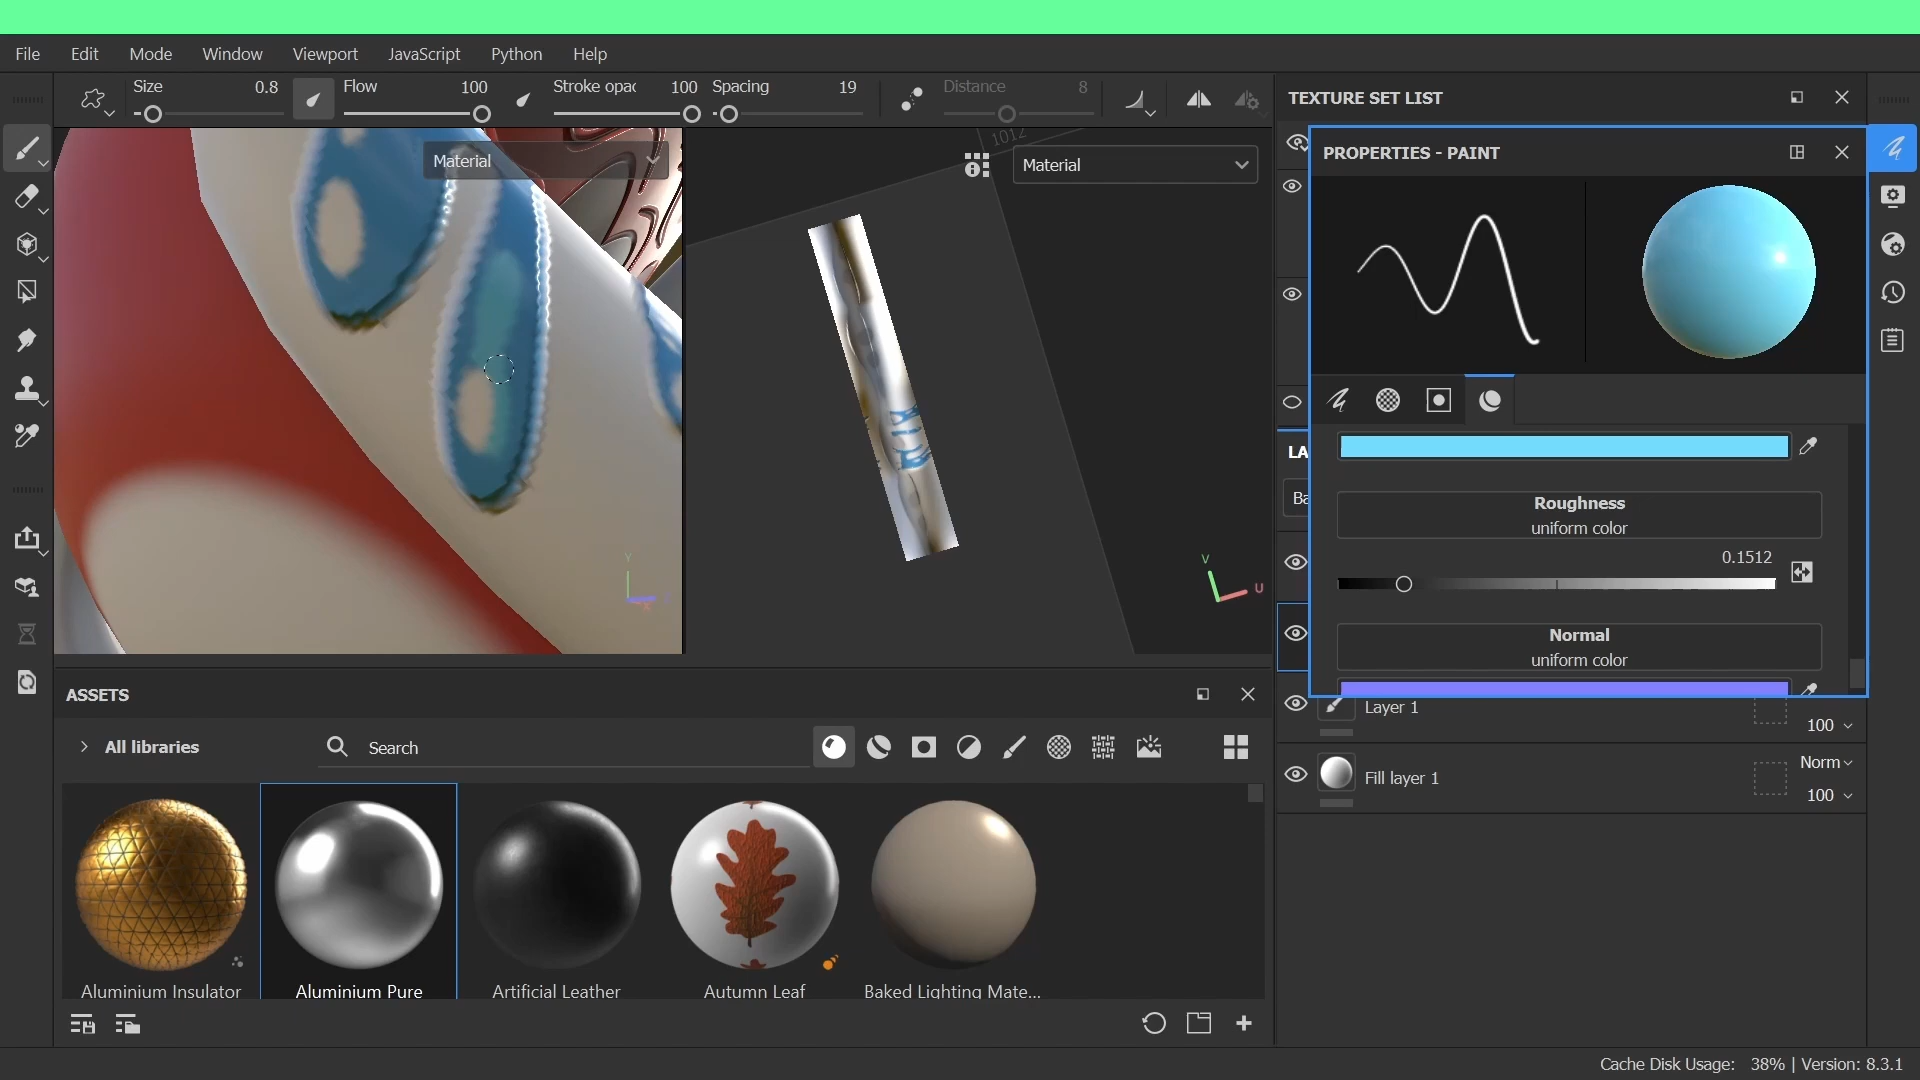 File Edit Mode Window Viewport JavaScript Python Help
Size 0.8 Flow 100 Stroke opac 100 Spacing 19 Distance 8
TEXTURE SET LIST
1012
Material
Material
PROPERTIES - PAINT
LA
Ba
Roughness
uniform color
0.1512
Normal
uniform color
Y
X
V
U
Layer 1
100
Fill layer 1
Norm
100
ASSETS
All libraries
Search
Aluminium Insulator
Aluminium Pure
Artificial Leather
Autumn Leaf
Baked Lighting Mate...
Cache Disk Usage: 38% | Version: 8.3.1